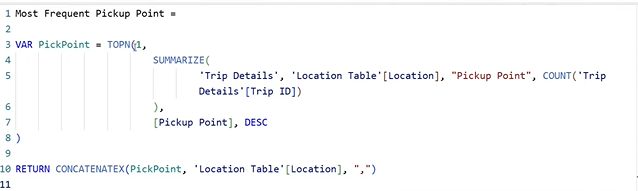 1 Most Frequent Pickup Point =
2
3 VAR PickPoint = TOPN(1,
4 SUMMARIZE(
5 'Trip Details', 'Location Table'[Location], "Pickup Point", COUNT('Trip
Details'[Trip ID])
6 ),
7 [Pickup Point], DESC
8 )
9
10 RETURN CONCATENATEX(PickPoint, 'Location Table'[Location], ",")
11